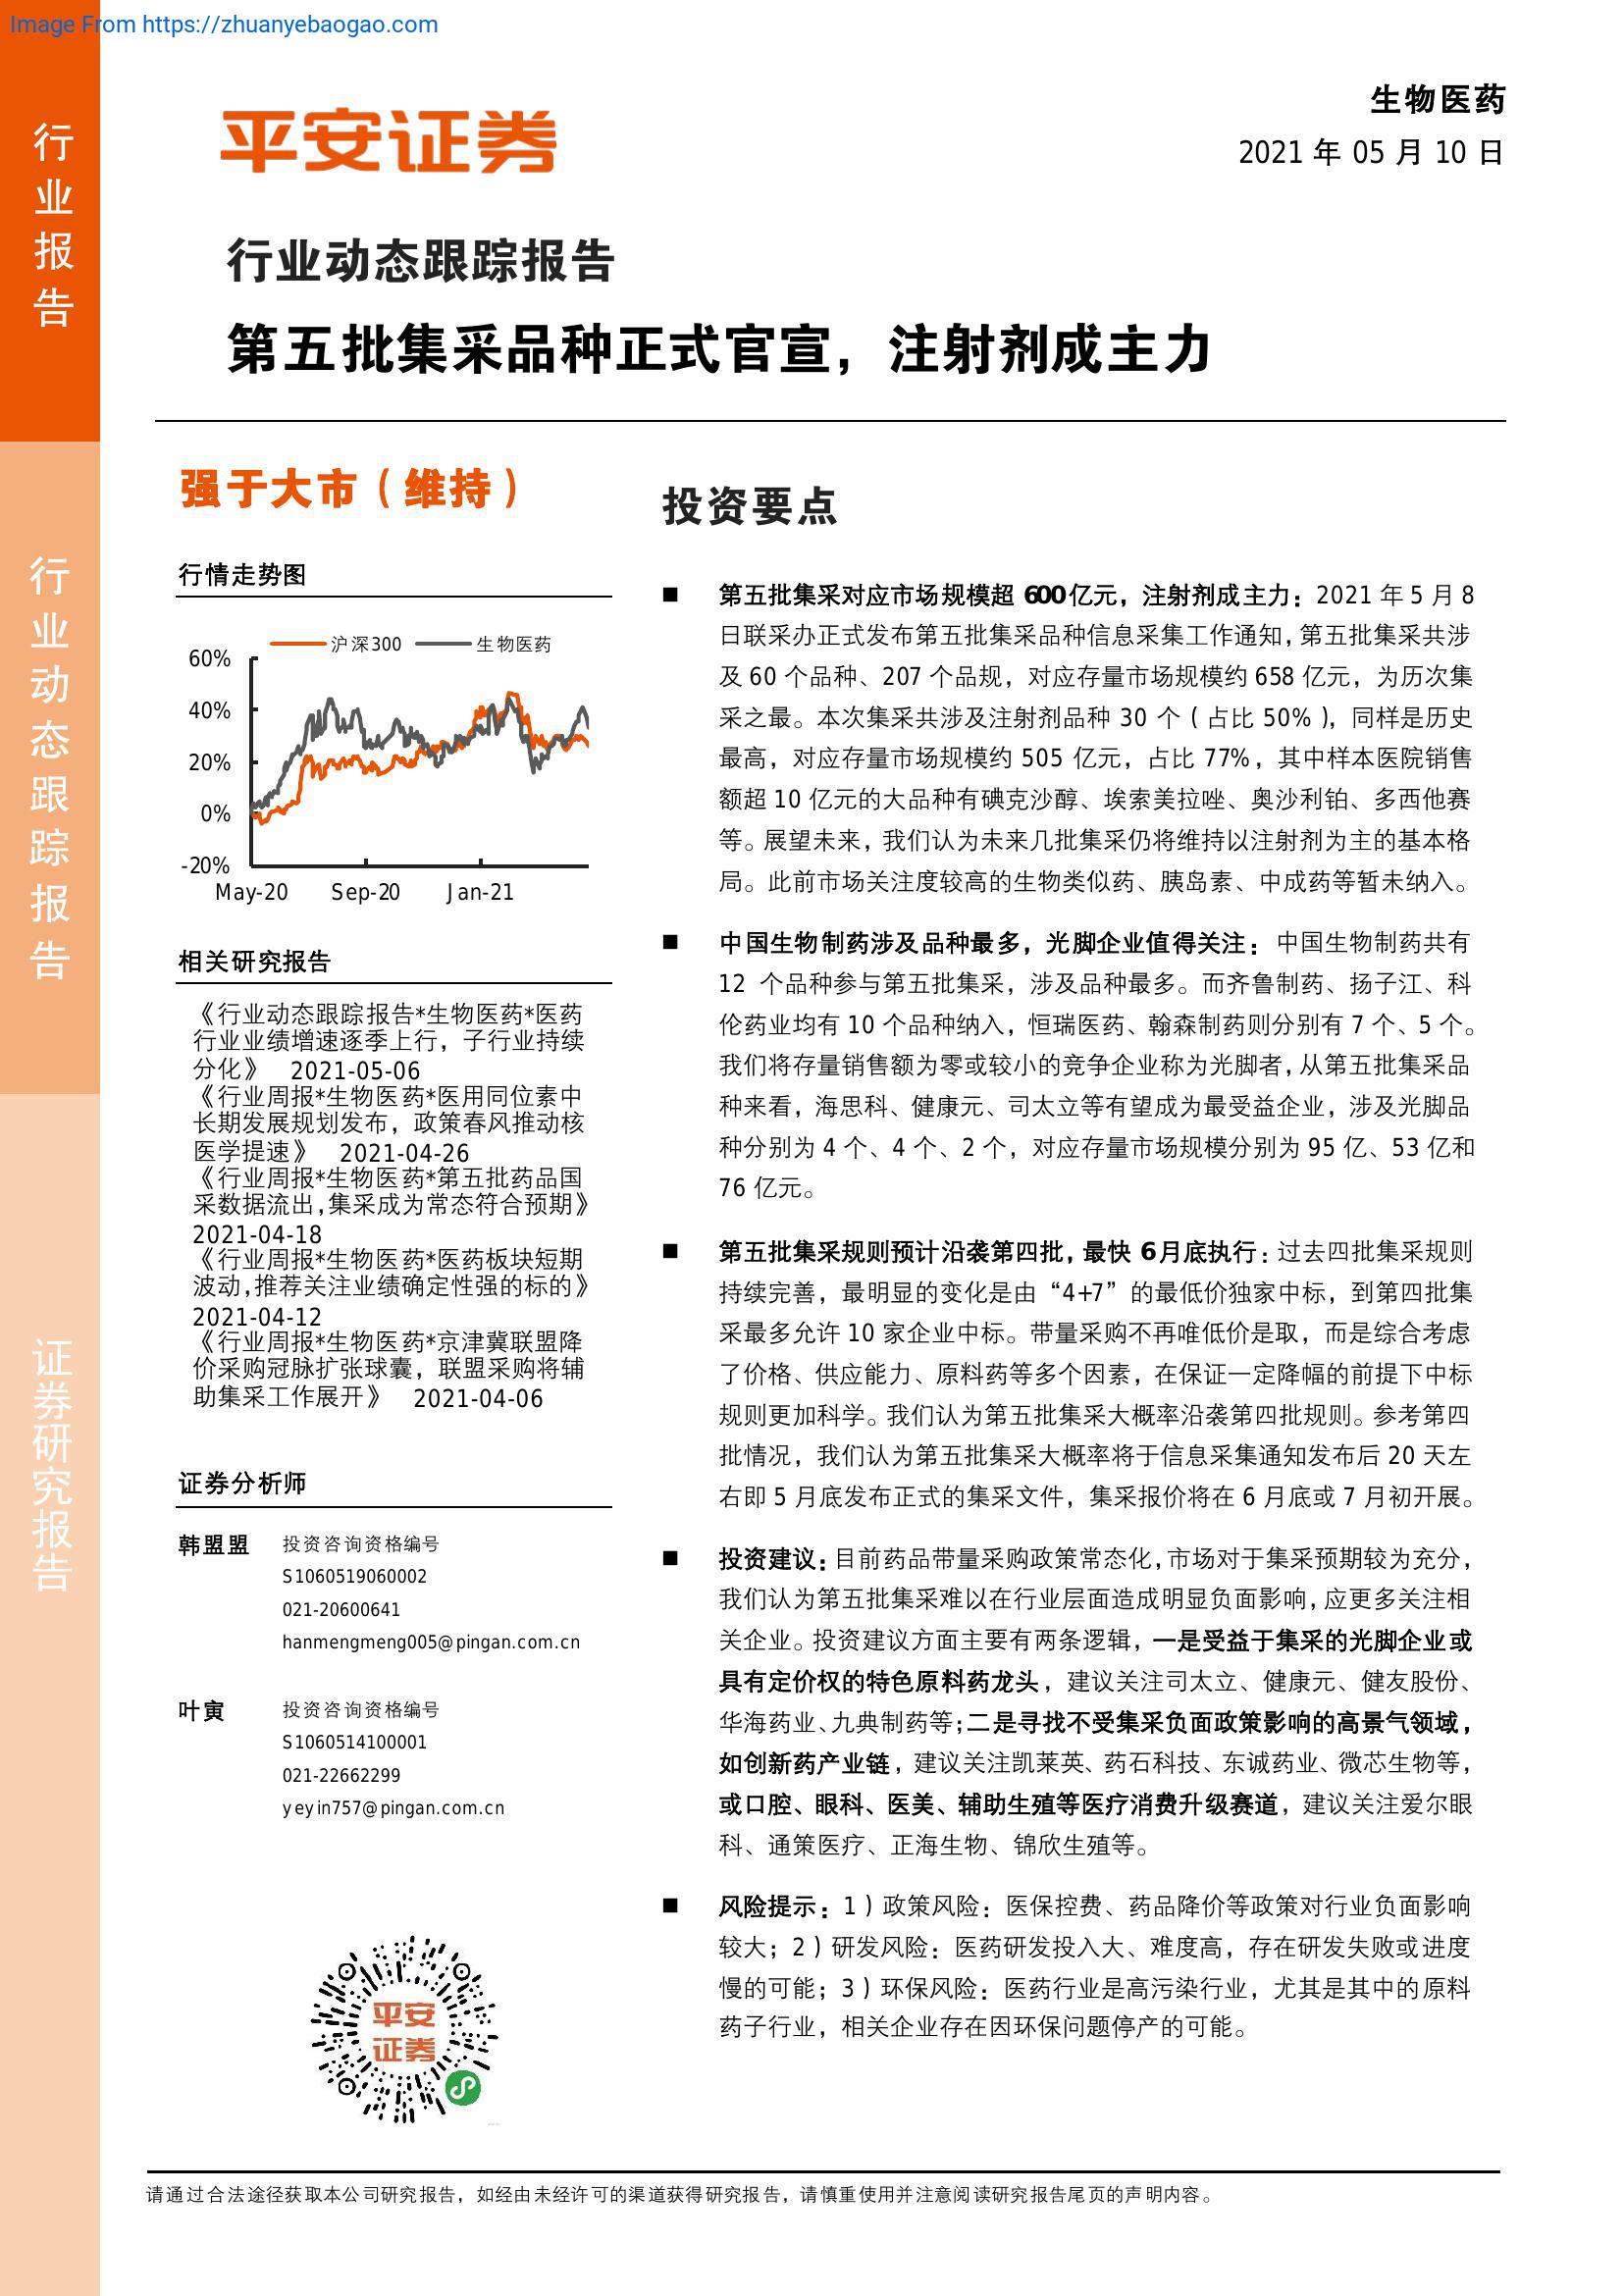 Image From https://zhuanyebaogao.com
行业报告
行业动态跟踪报告
证券研究报告
平安证券
生物医药
2021 年 05 月 10 日
行业动态跟踪报告
第五批集采品种正式官宣，注射剂成主力
强于大市（维持）
行情走势图
沪深300 生物医药
60%
40%
20%
0%
-20%
May-20 Sep-20 Jan-21
相关研究报告
《行业动态跟踪报告*生物医药*医药
行业业绩增速逐季上行，子行业持续
分化》 2021-05-06
《行业周报*生物医药*医用同位素中
长期发展规划发布，政策春风推动核
医学提速》 2021-04-26
《行业周报*生物医药*第五批药品国
采数据流出，集采成为常态符合预期》
2021-04-18
《行业周报*生物医药*医药板块短期
波动，推荐关注业绩确定性强的标的》
2021-04-12
《行业周报*生物医药*京津冀联盟降
价采购冠脉扩张球囊，联盟采购将辅
助集采工作展开》 2021-04-06
证券分析师
韩盟盟 投资咨询资格编号
S1060519060002
021-20600641
hanmengmeng005@pingan.com.cn
叶寅 投资咨询资格编号
S1060514100001
021-22662299
yeyin757@pingan.com.cn
平安
证券
投资要点
■ 第五批集采对应市场规模超 600亿元，注射剂成主力：2021 年 5 月 8
日联采办正式发布第五批集采品种信息采集工作通知，第五批集采共涉
及 60 个品种、207 个品规，对应存量市场规模约 658 亿元，为历次集
采之最。本次集采共涉及注射剂品种 30 个（占比 50%），同样是历史
最高，对应存量市场规模约 505 亿元，占比 77%，其中样本医院销售
额超 10 亿元的大品种有碘克沙醇、埃索美拉唑、奥沙利铂、多西他赛
等。展望未来，我们认为未来几批集采仍将维持以注射剂为主的基本格
局。此前市场关注度较高的生物类似药、胰岛素、中成药等暂未纳入。
■ 中国生物制药涉及品种最多，光脚企业值得关注：中国生物制药共有
12 个品种参与第五批集采，涉及品种最多。而齐鲁制药、扬子江、科
伦药业均有 10 个品种纳入，恒瑞医药、翰森制药则分别有 7 个、5 个。
我们将存量销售额为零或较小的竞争企业称为光脚者，从第五批集采品
种来看，海思科、健康元、司太立等有望成为最受益企业，涉及光脚品
种分别为 4 个、4 个、2 个，对应存量市场规模分别为 95 亿、53 亿和
76 亿元。
■ 第五批集采规则预计沿袭第四批，最快 6月底执行：过去四批集采规则
持续完善，最明显的变化是由“4+7”的最低价独家中标，到第四批集
采最多允许 10 家企业中标。带量采购不再唯低价是取，而是综合考虑
了价格、供应能力、原料药等多个因素，在保证一定降幅的前提下中标
规则更加科学。我们认为第五批集采大概率沿袭第四批规则。参考第四
批情况，我们认为第五批集采大概率将于信息采集通知发布后 20 天左
右即 5 月底发布正式的集采文件，集采报价将在 6 月底或 7 月初开展。
■ 投资建议：目前药品带量采购政策常态化，市场对于集采预期较为充分，
我们认为第五批集采难以在行业层面造成明显负面影响，应更多关注相
关企业。投资建议方面主要有两条逻辑，一是受益于集采的光脚企业或
具有定价权的特色原料药龙头，建议关注司太立、健康元、健友股份、
华海药业、九典制药等；二是寻找不受集采负面政策影响的高景气领域，
如创新药产业链，建议关注凯莱英、药石科技、东诚药业、微芯生物等，
或口腔、眼科、医美、辅助生殖等医疗消费升级赛道，建议关注爱尔眼
科、通策医疗、正海生物、锦欣生殖等。
■ 风险提示：1）政策风险：医保控费、药品降价等政策对行业负面影响
较大；2）研发风险：医药研发投入大、难度高，存在研发失败或进度
慢的可能；3）环保风险：医药行业是高污染行业，尤其是其中的原料
药子行业，相关企业存在因环保问题停产的可能。
请通过合法途径获取本公司研究报告，如经由未经许可的渠道获得研究报告，请慎重使用并注意阅读研究报告尾页的声明内容。